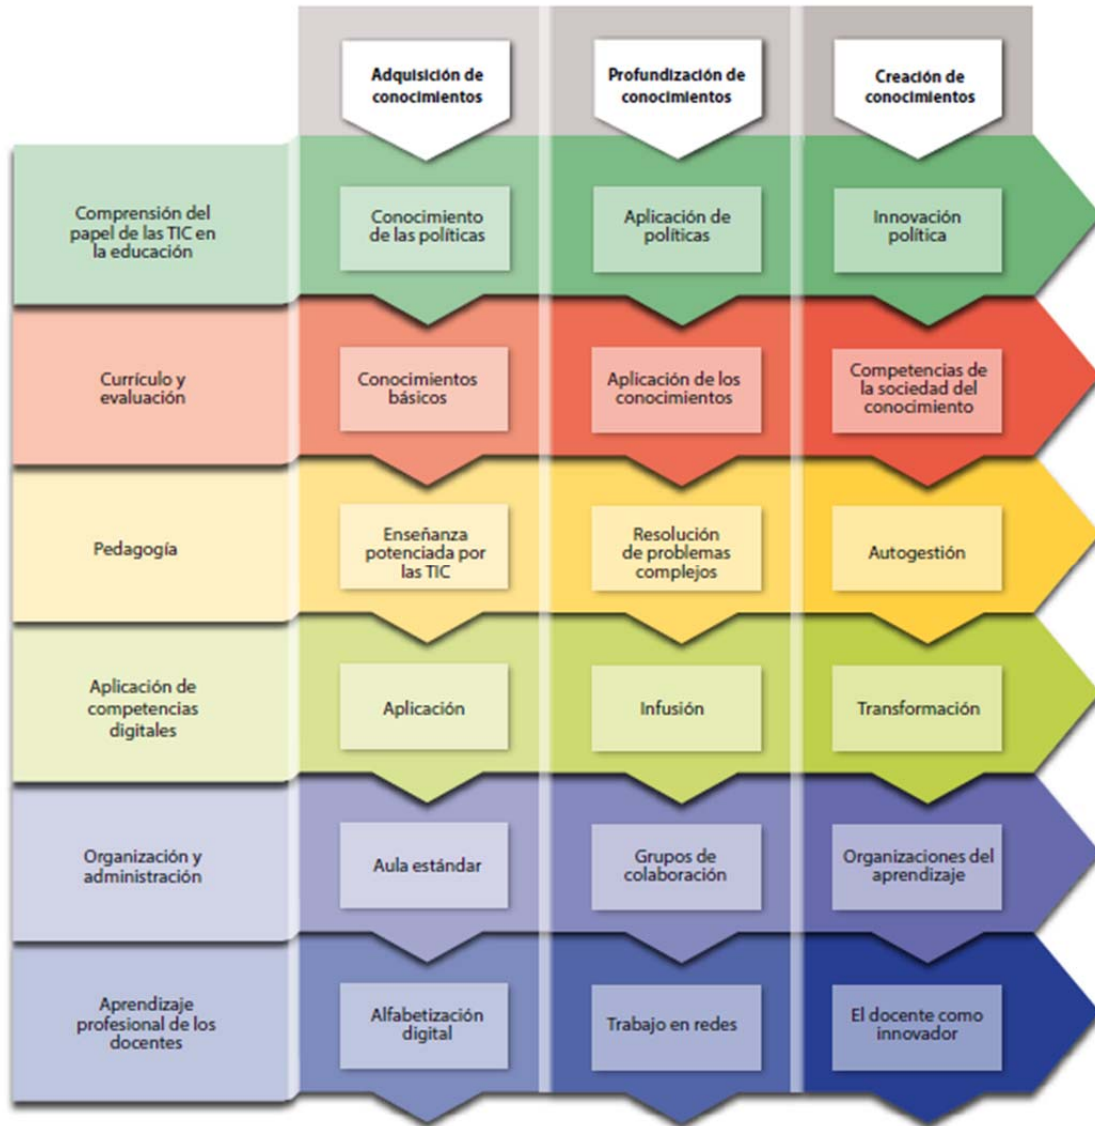 Adquisición de
conocimientos
Profundización de
conocimientos
Creación de
conocimientos
Comprensión del
papel de las TIC en
la educación
Conocimiento
de las políticas
Aplicación de
políticas
Innovación
política
Currículo y
evaluación
Conocimientos
básicos
Aplicación de los
conocimientos
Competencias de
la sociedad del
conocimiento
Pedagogía
Enseñanza
potenciada por
las TIC
Resolución
de problemas
complejos
Autogestión
Aplicación de
competencias
digitales
Aplicación
Infusión
Transformación
Organización y
administración
Aula estándar
Grupos de
colaboración
Organizaciones del
aprendizaje
Aprendizaje
profesional de los
docentes
Alfabetización
digital
Trabajo en redes
El docente como
innovador